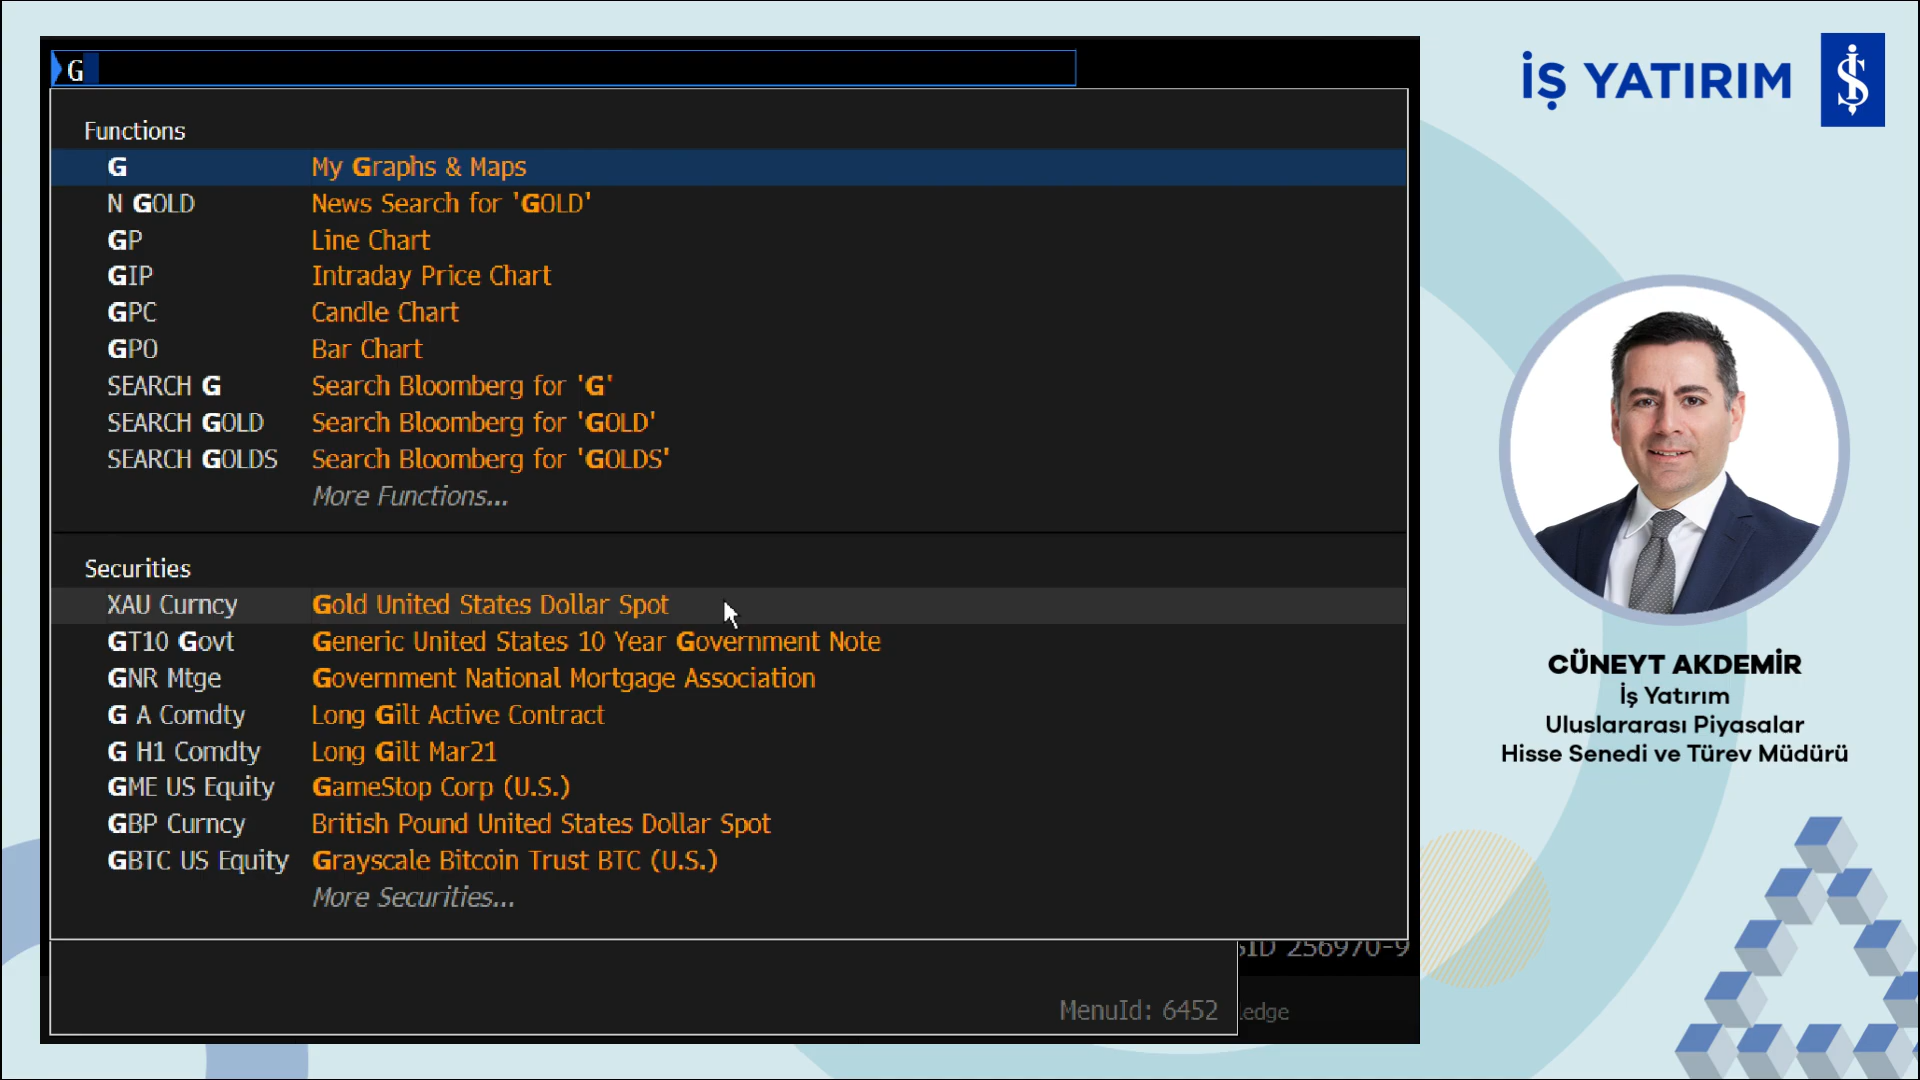 G
İŞ YATIRIM
Functions
G My Graphs & Maps
N GOLD News Search for 'GOLD'
GP Line Chart
GIP Intraday Price Chart
GPC Candle Chart
GPO Bar Chart
SEARCH G Search Bloomberg for 'G'
SEARCH GOLD Search Bloomberg for 'GOLD'
SEARCH GOLDS Search Bloomberg for 'GOLDS'
More Functions...
Securities
XAU Curncy Gold United States Dollar Spot
GT10 Govt Generic United States 10 Year Government Note
GNR Mtge Government National Mortgage Association
G A Comdty Long Gilt Active Contract
G H1 Comdty Long Gilt Mar21
GME US Equity GameStop Corp (U.S.)
GBP Curncy British Pound United States Dollar Spot
GBTC US Equity Grayscale Bitcoin Trust BTC (U.S.)
More Securities...
SID 256970-9
MenuId: 6452
CÜNEYT AKDEMİR
İş Yatırım
Uluslararası Piyasalar
Hisse Senedi ve Türev Müdürü